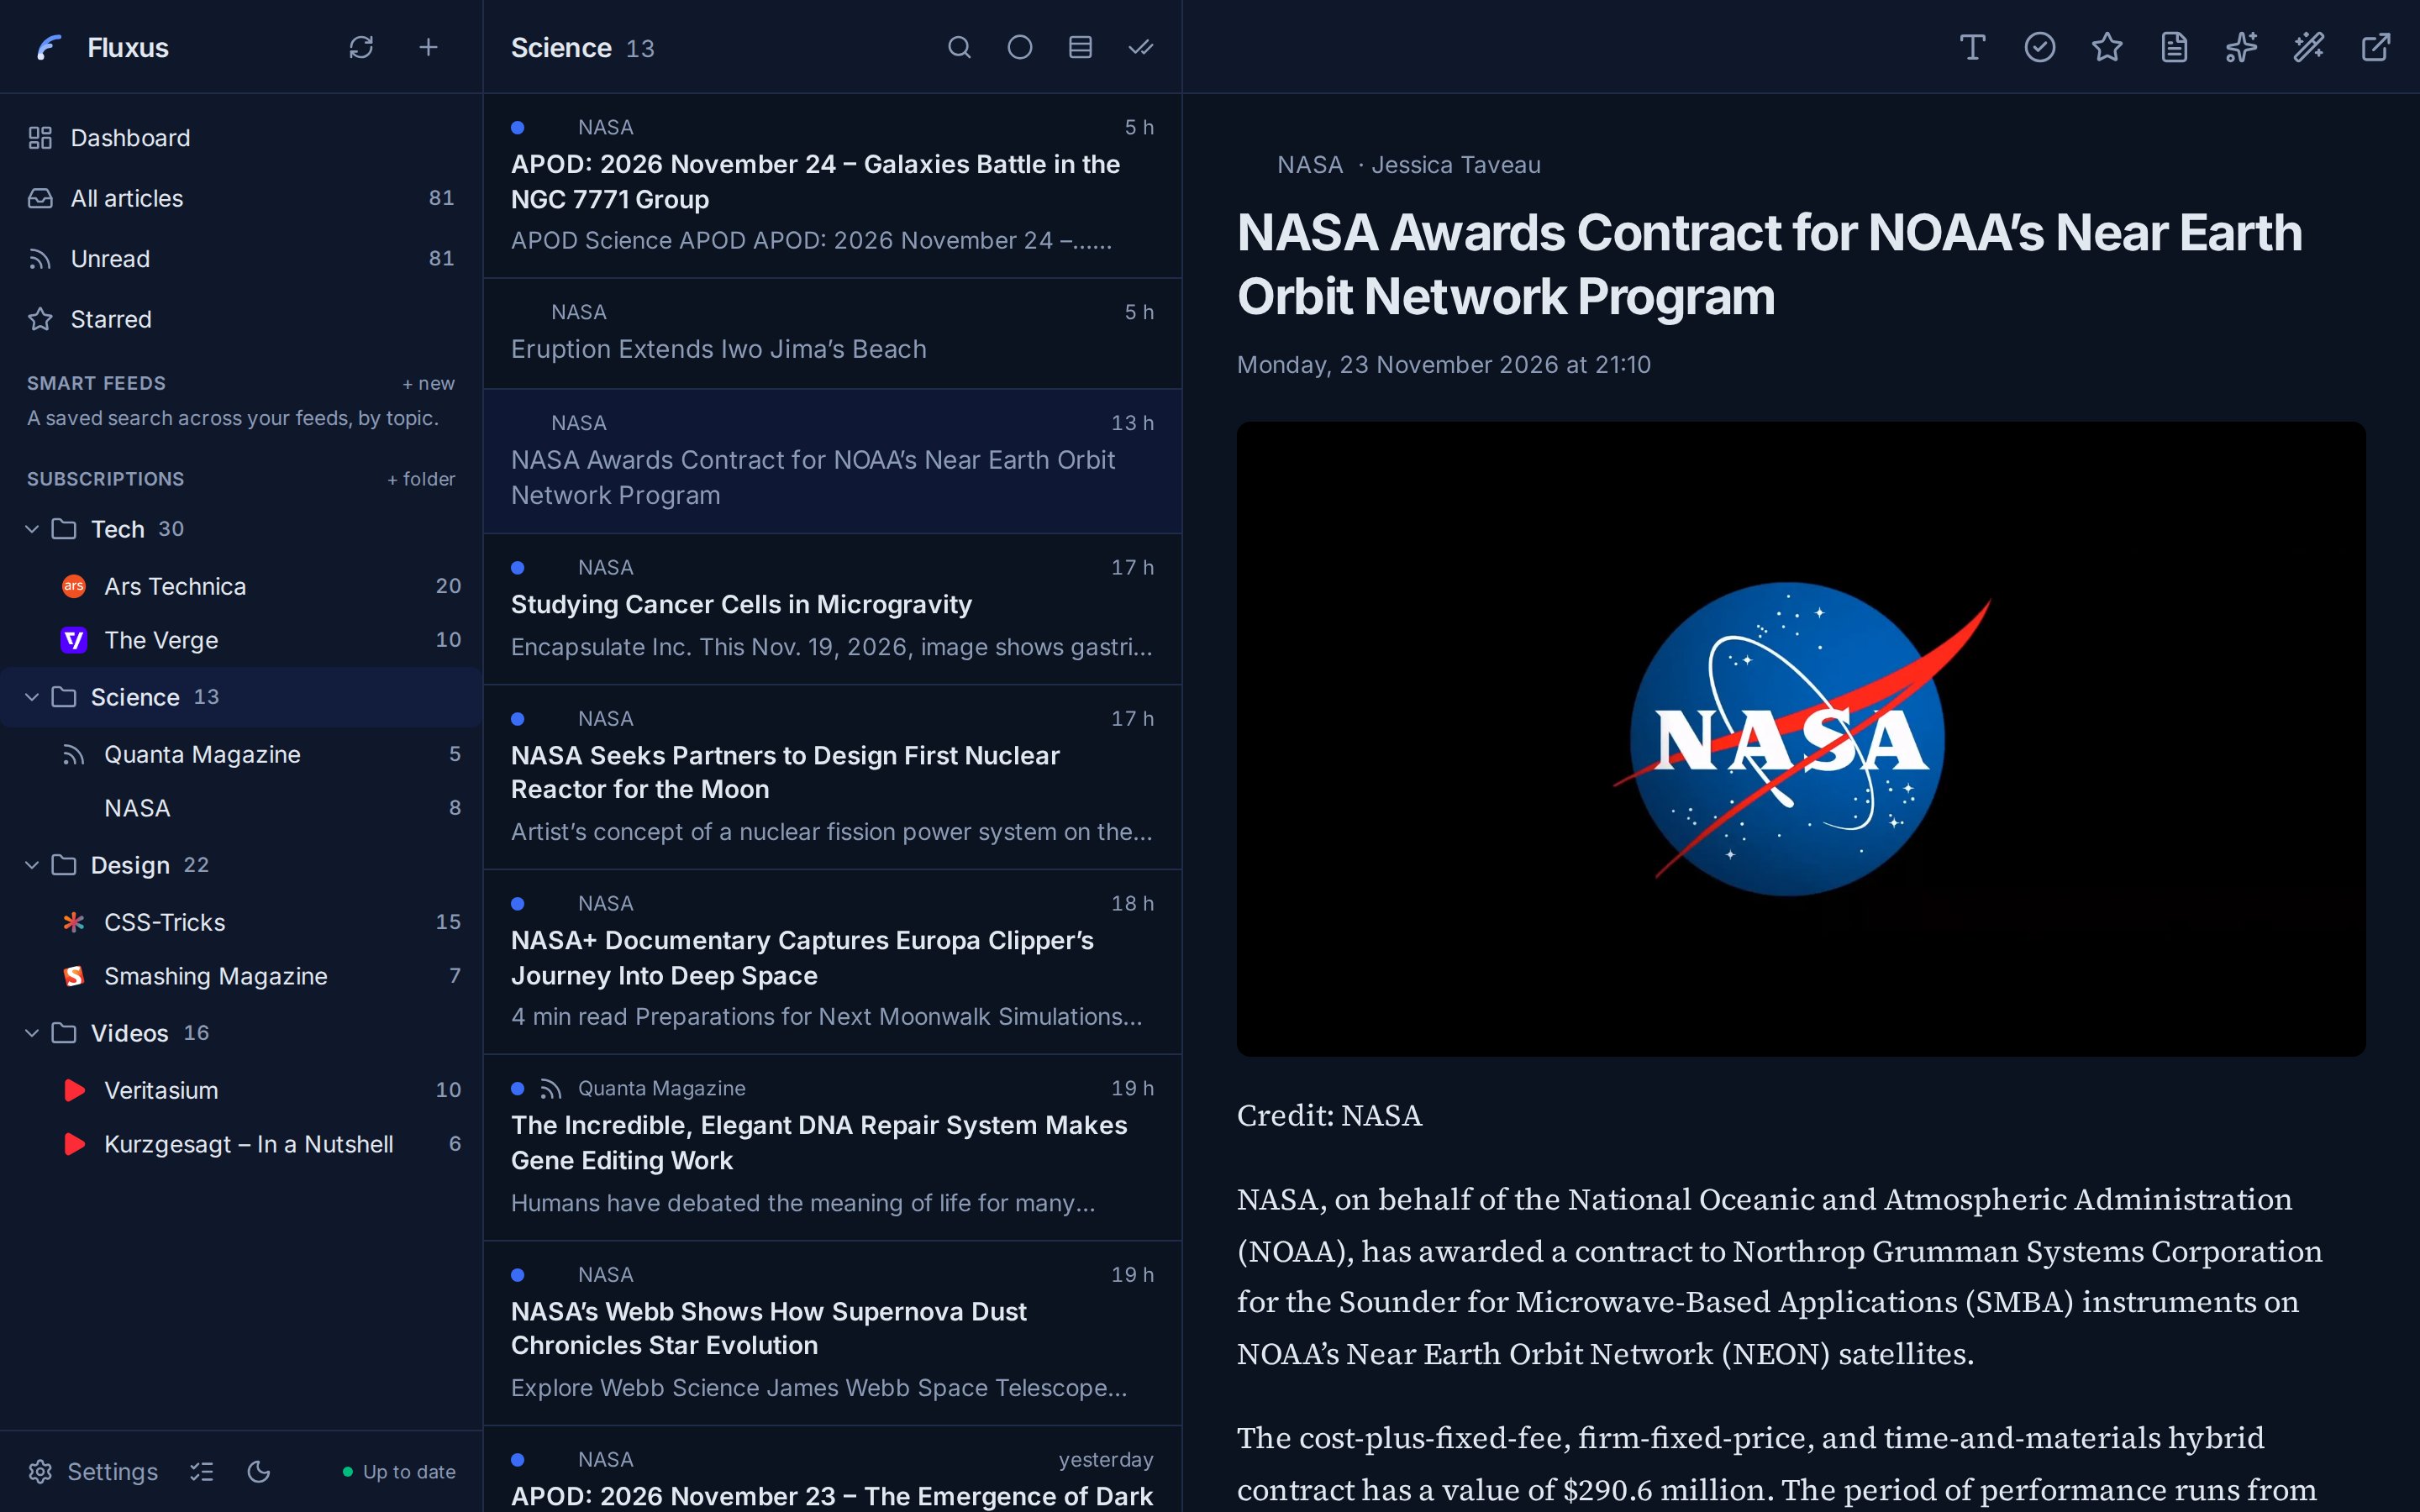 Fluxus
Dashboard
All articles 81
Unread 81
Starred
SMART FEEDS + new
A saved search across your feeds, by topic.
SUBSCRIPTIONS + folder
Tech 30
ars Ars Technica 20
The Verge 10
Science 13
Quanta Magazine 5
NASA 8
Design 22
CSS-Tricks 15
Smashing Magazine 7
Videos 16
Veritasium 10
Kurzgesagt – In a Nutshell 6
Settings Up to date
Science 13
NASA 5 h
APOD: 2026 November 24 – Galaxies Battle in the
NGC 7771 Group
APOD Science APOD APOD: 2026 November 24 –......
NASA 5 h
Eruption Extends Iwo Jima’s Beach
NASA 13 h
NASA Awards Contract for NOAA’s Near Earth Orbit
Network Program
NASA 17 h
Studying Cancer Cells in Microgravity
Encapsulate Inc. This Nov. 19, 2026, image shows gastri...
NASA 17 h
NASA Seeks Partners to Design First Nuclear
Reactor for the Moon
Artist’s concept of a nuclear fission power system on the...
NASA 18 h
NASA+ Documentary Captures Europa Clipper’s
Journey Into Deep Space
4 min read Preparations for Next Moonwalk Simulations...
Quanta Magazine 19 h
The Incredible, Elegant DNA Repair System Makes
Gene Editing Work
Humans have debated the meaning of life for many...
NASA 19 h
NASA’s Webb Shows How Supernova Dust
Chronicles Star Evolution
Explore Webb Science James Webb Space Telescope...
NASA yesterday
APOD: 2026 November 23 – The Emergence of Dark
NASA · Jessica Taveau
NASA Awards Contract for NOAA’s Near Earth
Orbit Network Program
Monday, 23 November 2026 at 21:10
NASA
Credit: NASA
NASA, on behalf of the National Oceanic and Atmospheric Administration
(NOAA), has awarded a contract to Northrop Grumman Systems Corporation
for the Sounder for Microwave-Based Applications (SMBA) instruments on
NOAA’s Near Earth Orbit Network (NEON) satellites.
The cost-plus-fixed-fee, firm-fixed-price, and time-and-materials hybrid
contract has a value of $290.6 million. The period of performance runs from